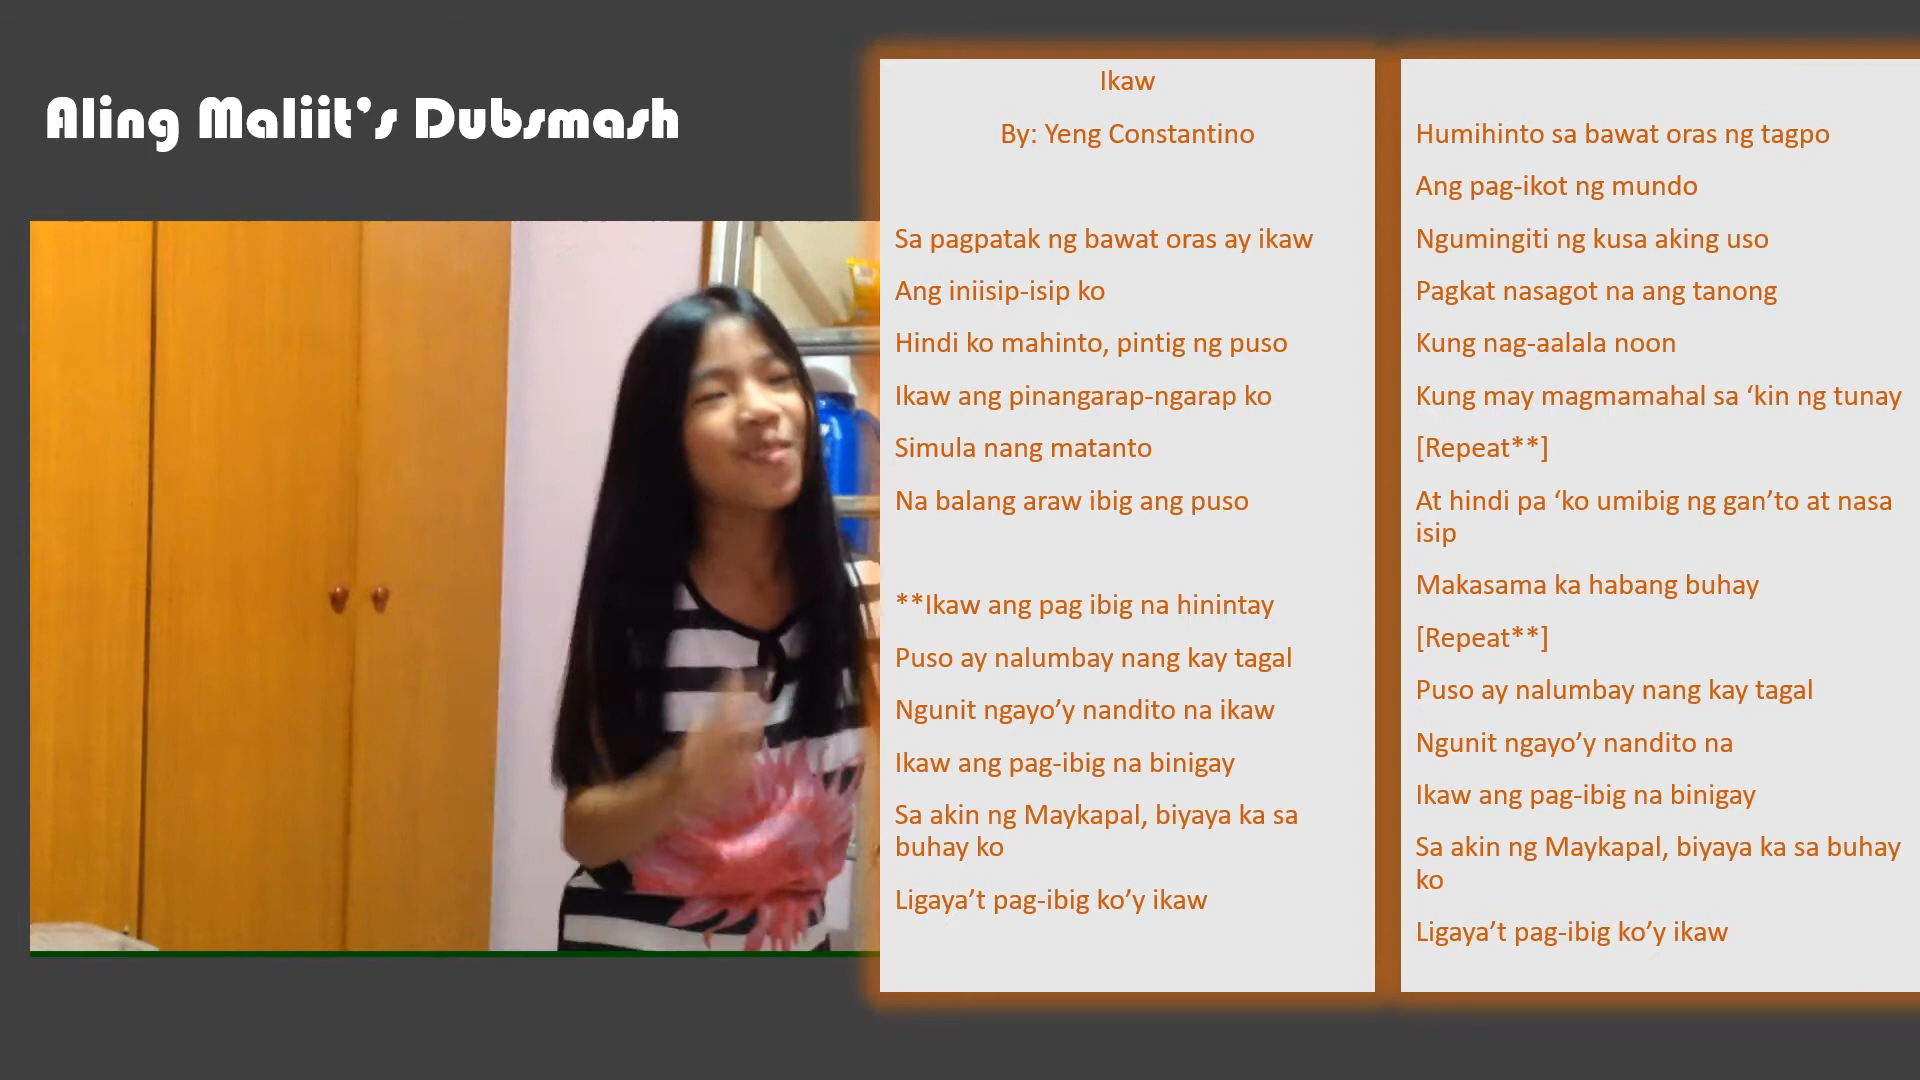 Aling Maliit's Dubsmash
Ikaw
By: Yeng Constantino
Sa pagpatak ng bawat oras ay ikaw
Ang iniisip-isip ko
Hindi ko mahinto, pintig ng puso
Ikaw ang pinangarap-ngarap ko
Simula nang matanto
Na balang araw ibig ang puso
**Ikaw ang pag ibig na hinintay
Puso ay nalumbay nang kay tagal
Ngunit ngayo’y nandito na ikaw
Ikaw ang pag-ibig na binigay
Sa akin ng Maykapal, biyaya ka sa
buhay ko
Ligaya’t pag-ibig ko’y ikaw
Humihinto sa bawat oras ng tagpo
Ang pag-ikot ng mundo
Ngumingiti ng kusa aking uso
Pagkat nasagot na ang tanong
Kung nag-aalala noon
Kung may magmamahal sa ‘kin ng tunay
[Repeat**]
At hindi pa ‘ko umibig ng gan’to at nasa
isip
Makasama ka habang buhay
[Repeat**]
Puso ay nalumbay nang kay tagal
Ngunit ngayo’y nandito na
Ikaw ang pag-ibig na binigay
Sa akin ng Maykapal, biyaya ka sa buhay
ko
Ligaya’t pag-ibig ko’y ikaw